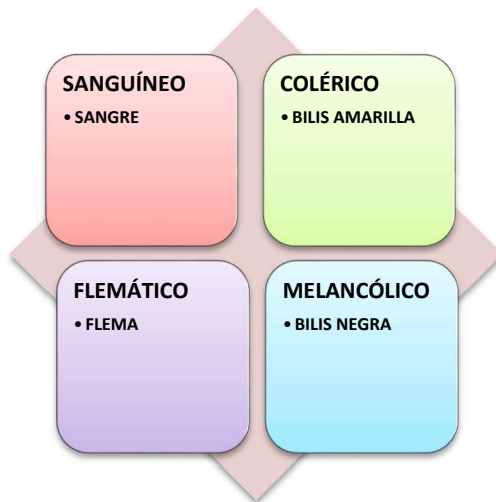 SANGUÍNEO
• SANGRE
COLÉRICO
• BILIS AMARILLA
FLEMÁTICO
• FLEMA
MELANCÓLICO
• BILIS NEGRA